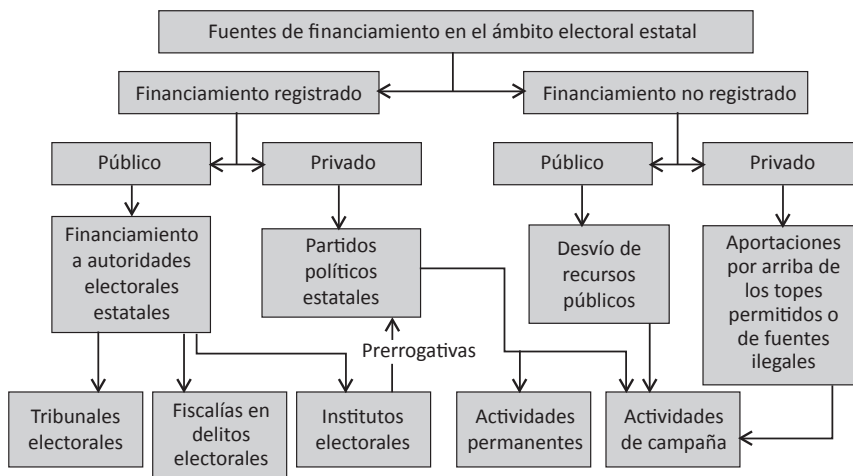 Fuentes de financiamiento en el ámbito electoral estatal
Financiamiento registrado
Financiamiento no registrado
Público
Privado
Público
Privado
Financiamiento
a autoridades
electorales
estatales
Partidos
políticos
estatales
Desvío de
recursos
públicos
Aportaciones
por arriba de
los topes
permitidos o
de fuentes
ilegales
Prerrogativas
Tribunales
electorales
Fiscalías en
delitos
electorales
Institutos
electorales
Actividades
permanentes
Actividades
de campaña